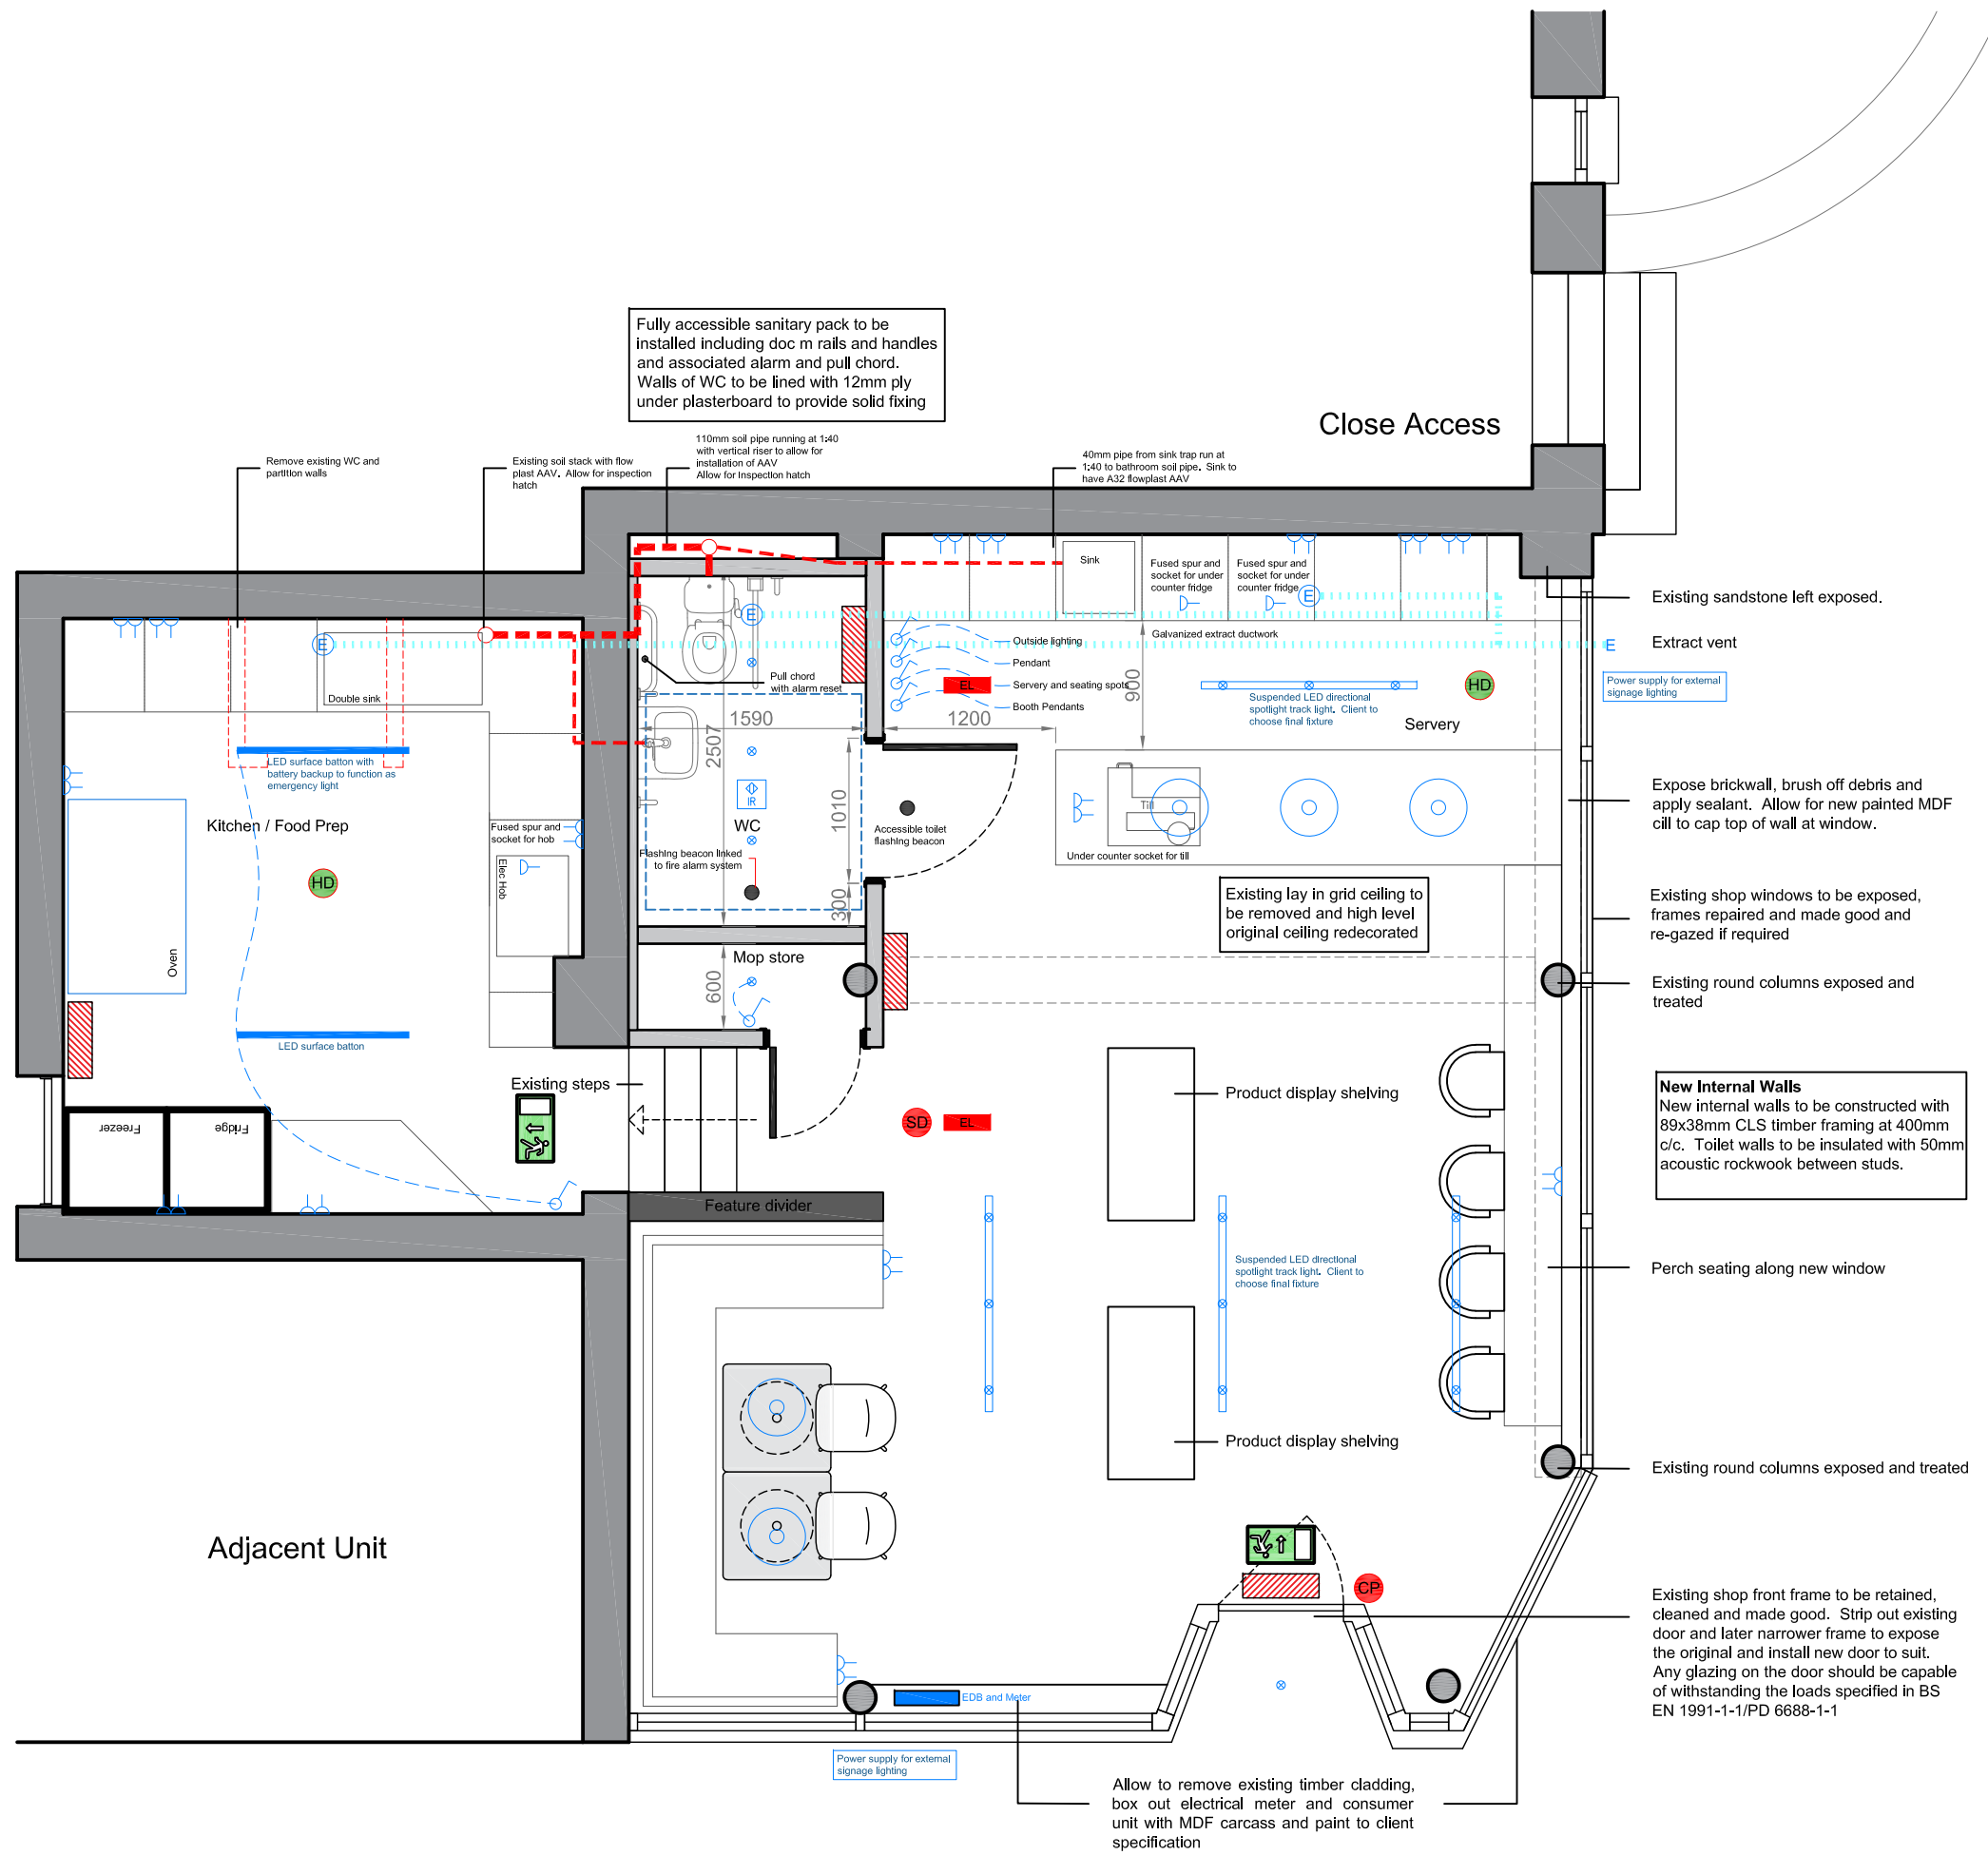 Fully accessible sanitary pack to be
installed including doc m rails and handles
and associated alarm and pull chord.
Walls of WC to be lined with 12mm ply
under plasterboard to provide solid fixing
Close Access
Remove existing WC and
partition walls
Existing soil stack with flow
plast AAV. Allow for inspection
hatch
110mm soil pipe running at 1:40
with vertical riser to allow for
installation of AAV
Allow for Inspection hatch
40mm pipe from sink trap run at
1:40 to bathroom soil pipe. Sink to
have A32 flowplast AAV
Sink
Fused spur and
socket for under
counter fridge
Fused spur and
socket for under
counter fridge
E
E
E
E
Existing sandstone left exposed.
Extract vent
Power supply for external
signage lighting
Outside lighting
Pendant
EL
Servery and seating spots
Booth Pendants
Galvanized extract ductwork
900
1200
Suspended LED directional
spotlight track light. Client to
choose final fixture
HD
Servery
Double sink
Pull chord
with alarm reset
1590
2507
IR
WC
1010
300
Flashing beacon linked
to fire alarm system
Accessible toilet
flashing beacon
Till
Under counter socket for till
LED surface batton with
battery backup to function as
emergency light
Kitchen / Food Prep
HD
Oven
Fused spur and
socket for hob
Elec Hob
LED surface batton
Freezer
Fridge
Expose brickwall, brush off debris and
apply sealant. Allow for new painted MDF
cill to cap top of wall at window.
Existing lay in grid ceiling to
be removed and high level
original ceiling redecorated
Existing shop windows to be exposed,
frames repaired and made good and
re-gazed if required
Mop store
600
Existing round columns exposed and
treated
Existing steps
SD
EL
Product display shelving
New Internal Walls
New internal walls to be constructed with
89x38mm CLS timber framing at 400mm
c/c. Toilet walls to be insulated with 50mm
acoustic rockwook between studs.
Feature divider
Suspended LED directional
spotlight track light. Client to
choose final fixture
Perch seating along new window
Product display shelving
Existing round columns exposed and treated
Adjacent Unit
CP
Existing shop front frame to be retained,
cleaned and made good. Strip out existing
door and later narrower frame to expose
the original and install new door to suit.
Any glazing on the door should be capable
of withstanding the loads specified in BS
EN 1991-1-1/PD 6688-1-1
EDB and Meter
Power supply for external
signage lighting
Allow to remove existing timber cladding,
box out electrical meter and consumer
unit with MDF carcass and paint to client
specification